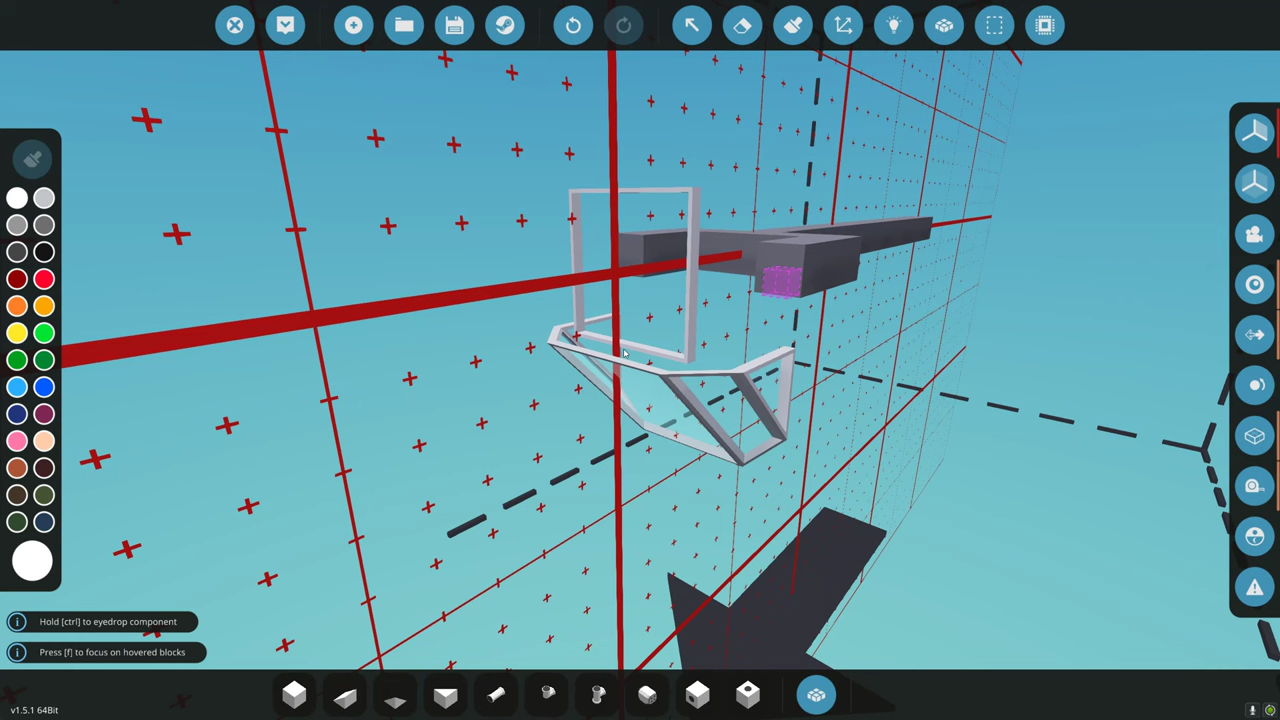 Hold [ctrl] to eyedrop component
Press [f] to focus on hovered blocks
v1.5.1 64Bit